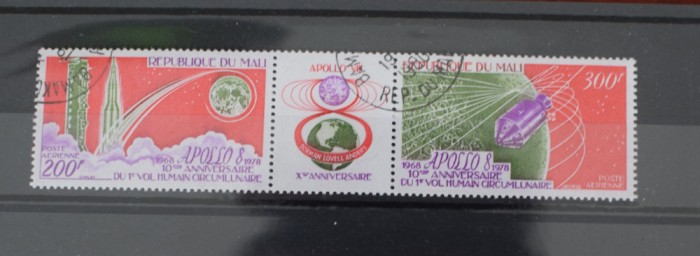 REPUBLIQUE DU MALI
POSTE
AERIENNE
200F
1968 APOLLO 8 1978
10ème ANNIVERSAIRE
DU 1er VOL HUMAIN CIRCUMLUNAIRE
APOLLO VIII
BORMAN LOVELL ANDERS
Xème ANNIVERSAIRE
REP. DU
REPUBLIQUE DU MALI
300F
1968 APOLLO 8 1978
10ème ANNIVERSAIRE
DU 1er VOL HUMAIN CIRCUMLUNAIRE
POSTE
AERIENNE